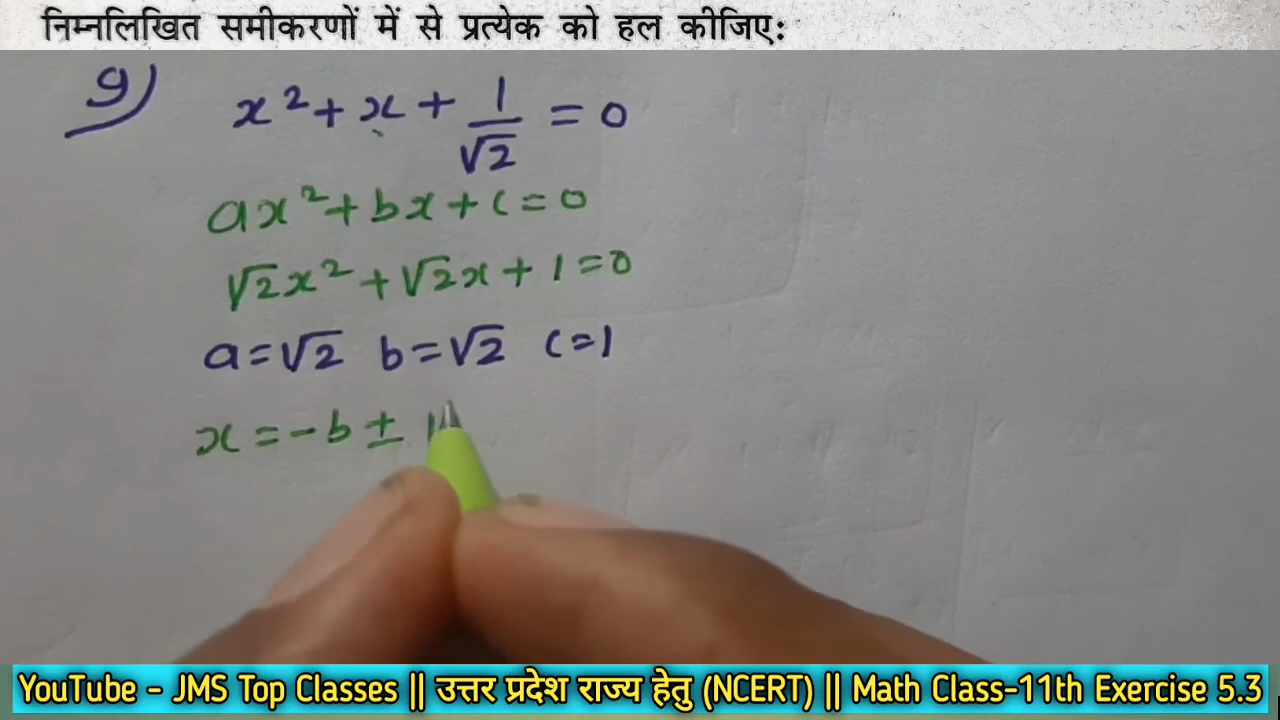 निम्नलिखित समीकरणों में से प्रत्येक को हल कीजिए:
9) x² + x + 1/√2 = 0
ax² + bx + c = 0
√2x² + √2x + 1 = 0
a = √2 b = √2 c = 1
x = -b ±
YouTube - JMS Top Classes || उत्तर प्रदेश राज्य हेतु (NCERT) || Math Class-11th Exercise 5.3